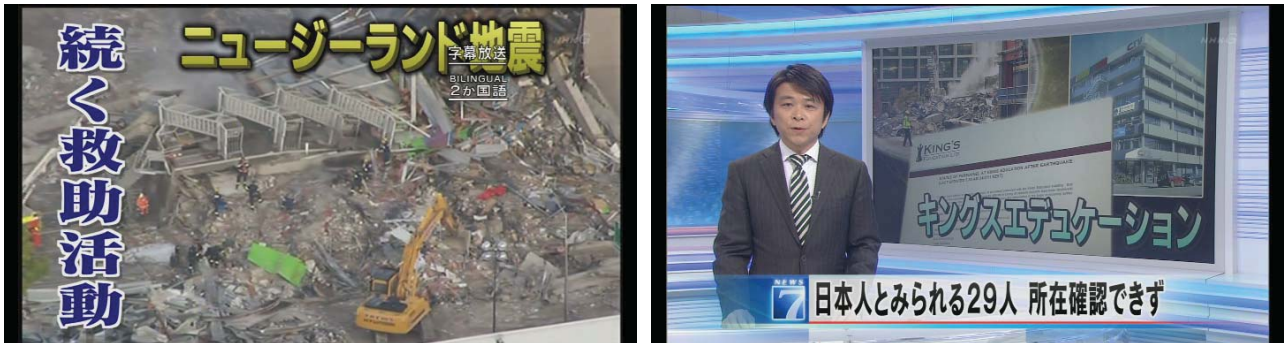 ニュージーランド地震
字幕放送
BILINGUAL
2か国語
続く救助活動
KING'S
キングスエデュケーション
NEWS
7
日本人とみられる29人 所在確認できず